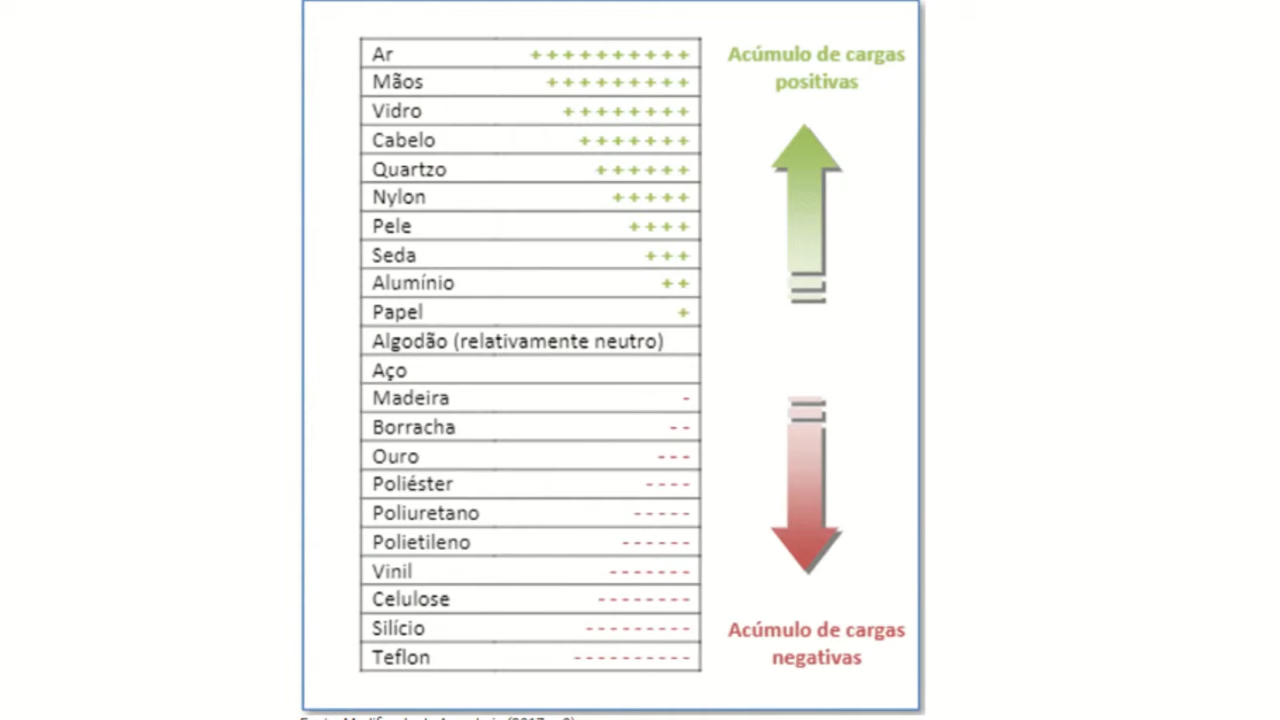 Ar + + + + + + + + + +
Mãos + + + + + + + + +
Vidro + + + + + + + +
Cabelo + + + + + + +
Quartzo + + + + + +
Nylon + + + + +
Pele + + + +
Seda + + +
Alumínio + +
Papel +
Algodão (relativamente neutro)
Aço
Madeira -
Borracha - -
Ouro - - -
Poliéster - - - -
Poliuretano - - - - -
Polietileno - - - - - -
Vinil - - - - - - -
Celulose - - - - - - - -
Silício - - - - - - - - -
Teflon - - - - - - - - - -
Acúmulo de cargas
positivas
Acúmulo de cargas
negativas